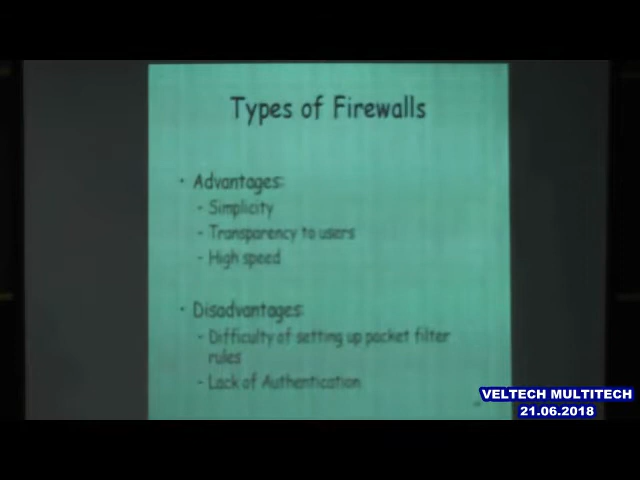 Types of Firewalls
• Advantages:
- Simplicity
- Transparency to users
- High speed
• Disadvantages:
- Difficulty of setting up packet filter
rules
- Lack of Authentication
VELTECH MULTITECH
21.06.2018